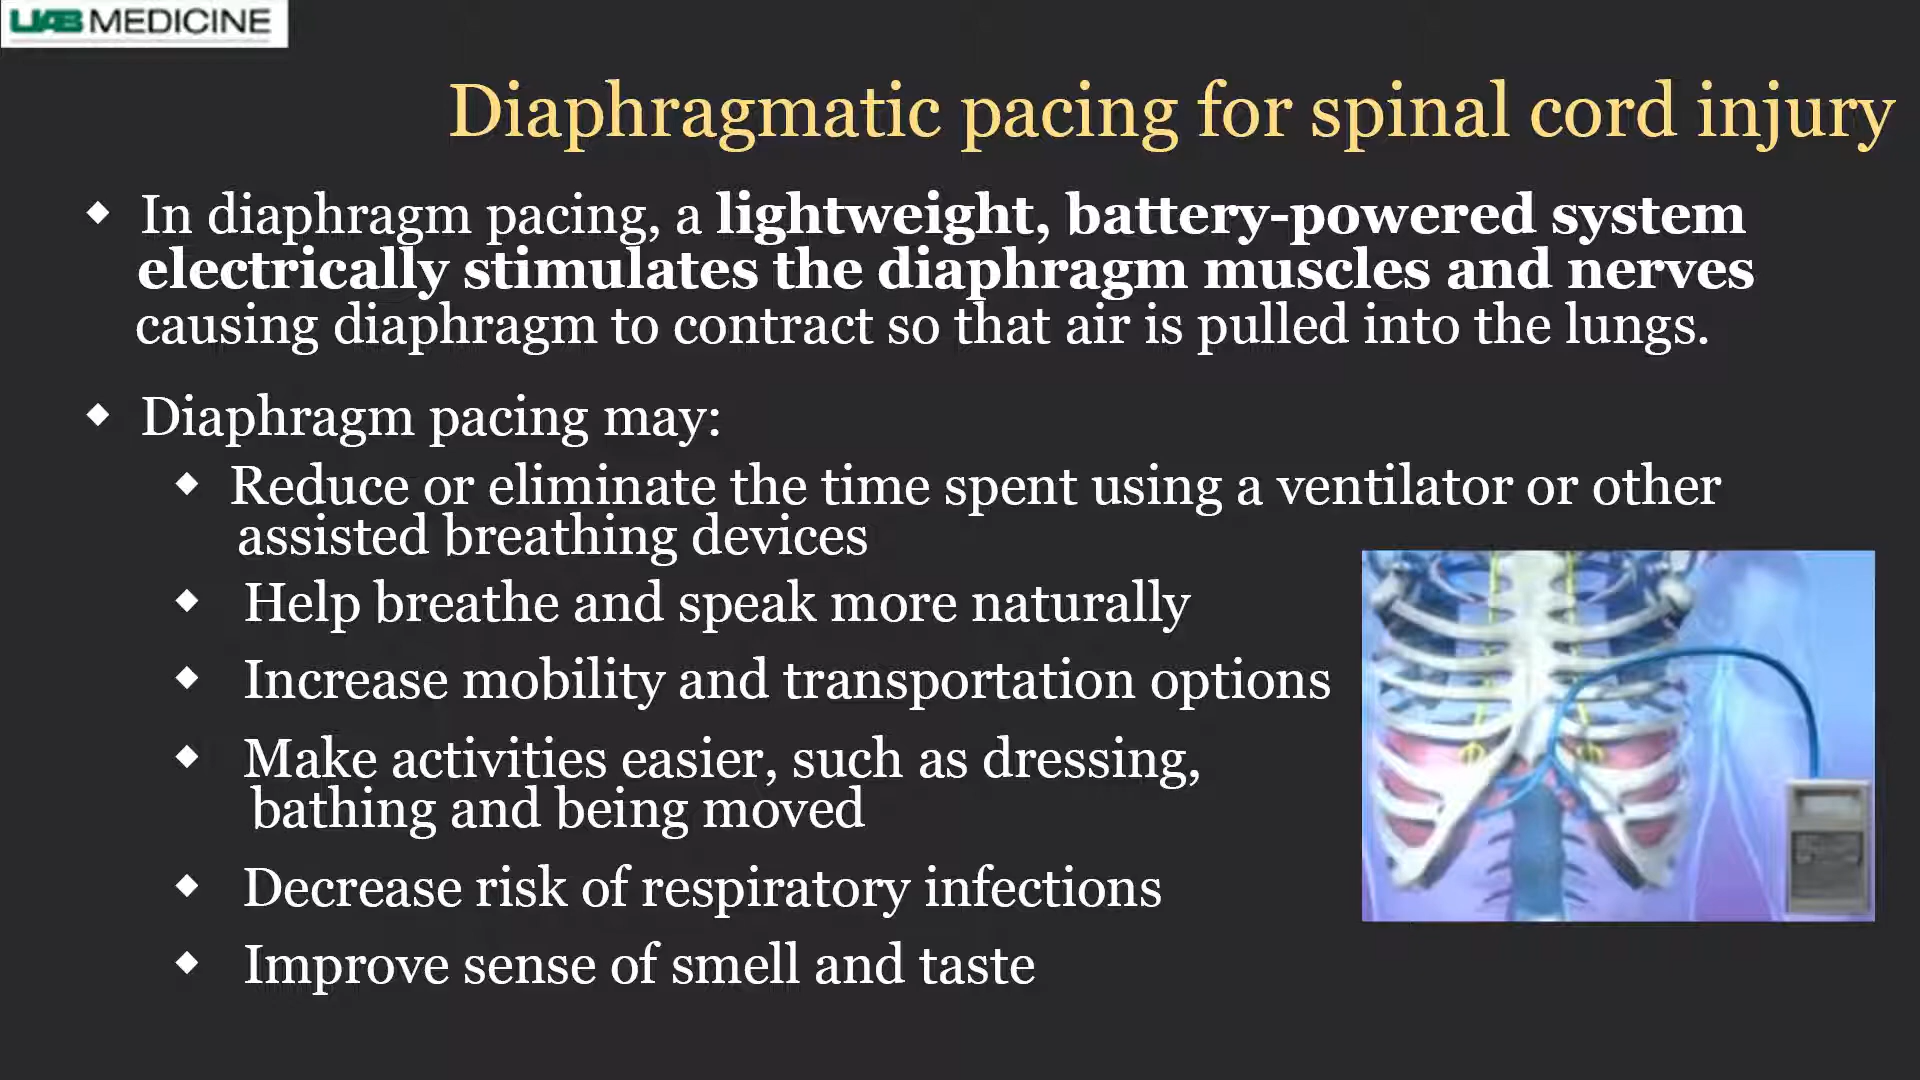 UAB MEDICINE
Diaphragmatic pacing for spinal cord injury
◆ In diaphragm pacing, a lightweight, battery-powered system
electrically stimulates the diaphragm muscles and nerves
causing diaphragm to contract so that air is pulled into the lungs.
◆ Diaphragm pacing may:
◆ Reduce or eliminate the time spent using a ventilator or other
assisted breathing devices
◆ Help breathe and speak more naturally
◆ Increase mobility and transportation options
◆ Make activities easier, such as dressing,
bathing and being moved
◆ Decrease risk of respiratory infections
◆ Improve sense of smell and taste